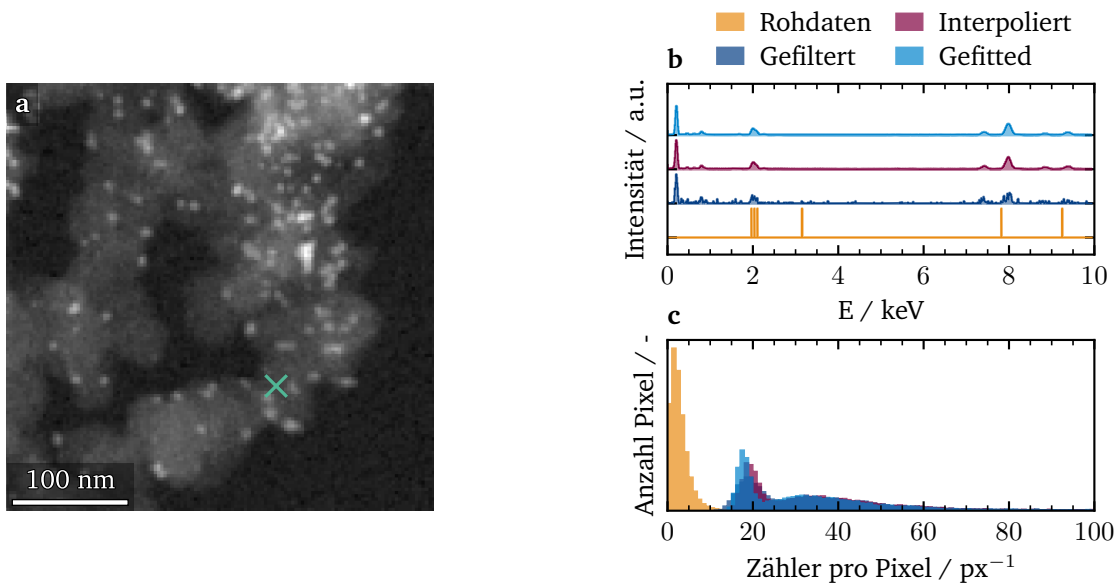 Rohdaten Interpoliert
Gefiltert Gefitted
a
100 nm
b
Intensität / a.u.
0 2 4 6 8 10
E / keV
c
Anzahl Pixel / -
0 20 40 60 80 100
Zähler pro Pixel / px⁻¹